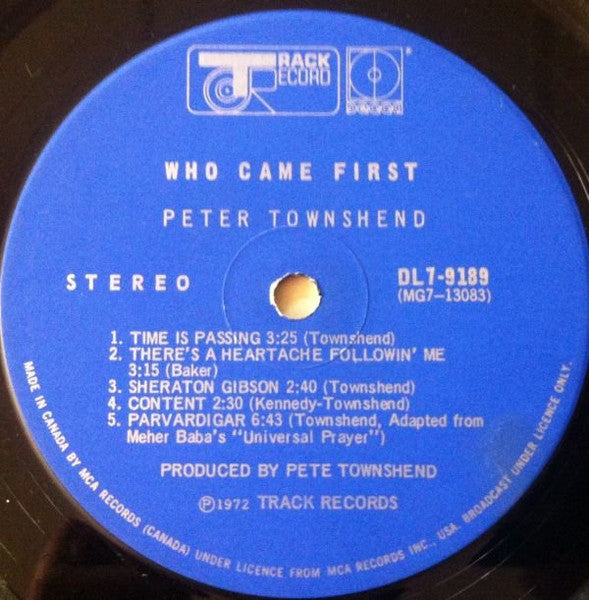 TRACK
RECORD
DECCA
®
WHO CAME FIRST
PETER TOWNSHEND
STEREO
DL7-9189
(MG7-13083)
1. TIME IS PASSING 3:25 (Townshend)
2. THERE'S A HEARTACHE FOLLOWIN' ME
3:15 (Baker)
3. SHERATON GIBSON 2:40 (Townshend)
4. CONTENT 2:30 (Kennedy-Townshend)
5. PARVARDIGAR 6:43 (Townshend, Adapted from
Meher Baba's "Universal Prayer")
PRODUCED BY PETE TOWNSHEND
℗1972 TRACK RECORDS
MADE IN CANADA BY MCA RECORDS (CANADA) UNDER LICENCE FROM MCA RECORDS INC., USA. BROADCAST UNDER LICENCE ONLY.